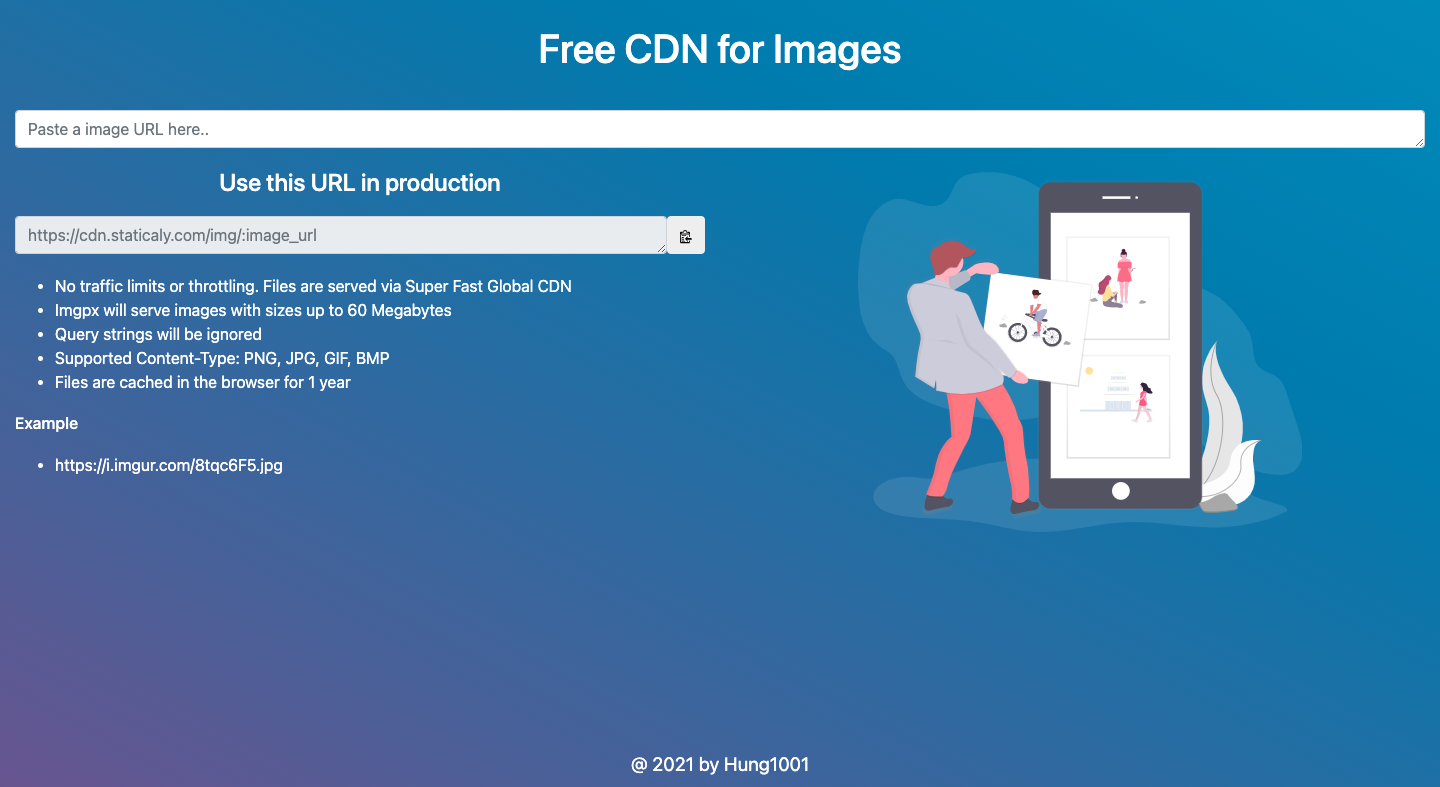 Free CDN for Images
Paste a image URL here..
Use this URL in production
https://cdn.staticaly.com/img/:image_url
No traffic limits or throttling. Files are served via Super Fast Global CDN
Imgpx will serve images with sizes up to 60 Megabytes
Query strings will be ignored
Supported Content-Type: PNG, JPG, GIF, BMP
Files are cached in the browser for 1 year
Example
https://i.imgur.com/8tqc6F5.jpg
@ 2021 by Hung1001